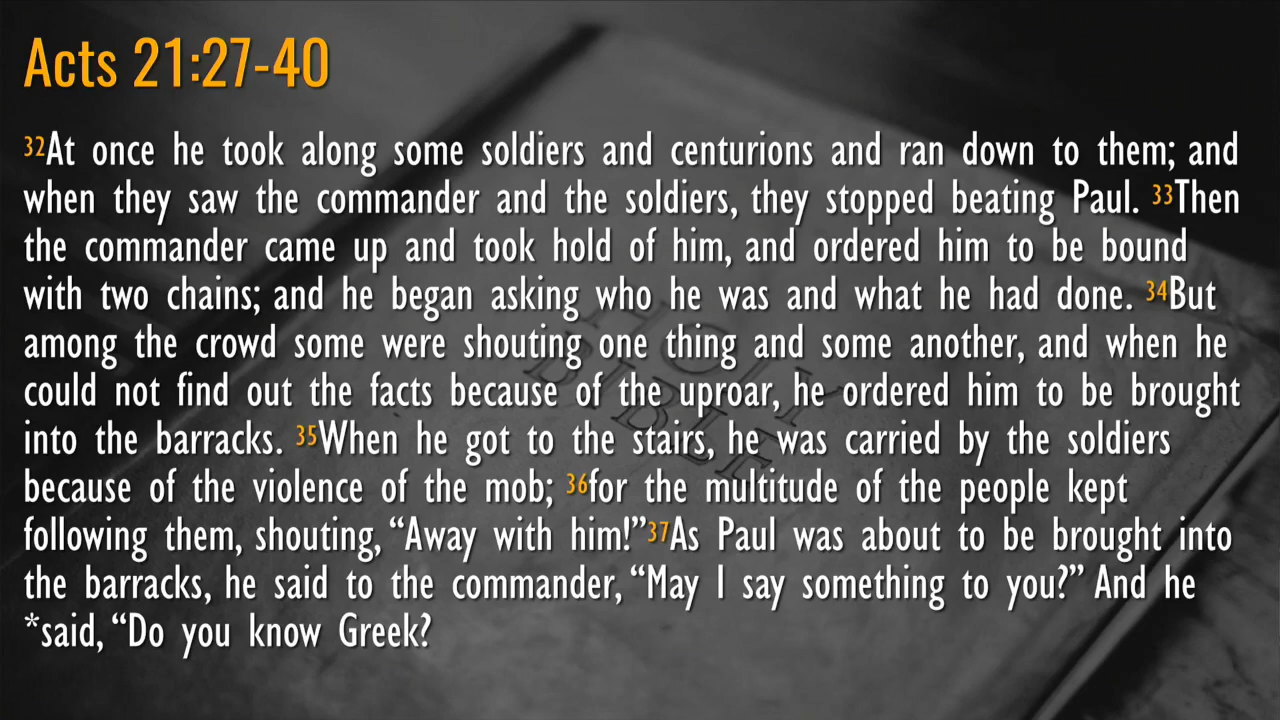 Acts 21:27-40
32At once he took along some soldiers and centurions and ran down to them; and
when they saw the commander and the soldiers, they stopped beating Paul. 33Then
the commander came up and took hold of him, and ordered him to be bound
with two chains; and he began asking who he was and what he had done. 34But
among the crowd some were shouting one thing and some another, and when he
could not find out the facts because of the uproar, he ordered him to be brought
into the barracks. 35When he got to the stairs, he was carried by the soldiers
because of the violence of the mob; 36for the multitude of the people kept
following them, shouting, “Away with him!”37As Paul was about to be brought into
the barracks, he said to the commander, “May I say something to you?” And he
*said, “Do you know Greek?
HOLY
BIBLE